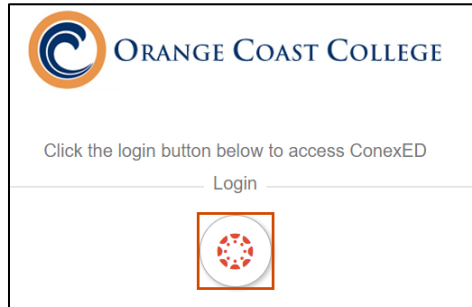 ORANGE COAST COLLEGE
Click the login button below to access ConexED
Login